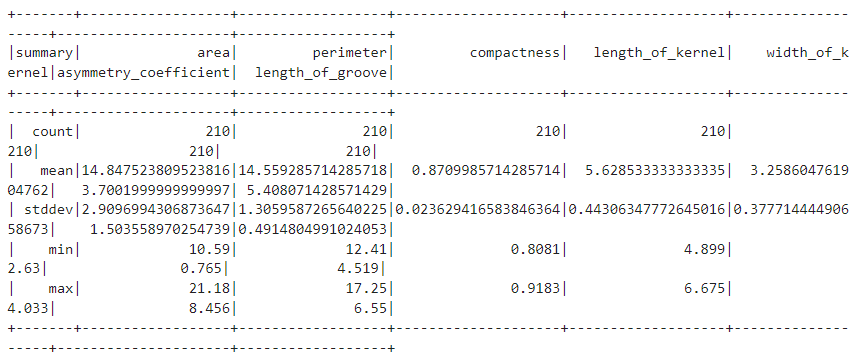 +-------+------------------+------------------+--------------------+-------------------+--------------
-----+--------------------+------------------+
|summary|              area|         perimeter|         compactness|   length_of_kernel|    width_of_k
ernel|asymmetry_coefficient|  length_of_groove|
+-------+------------------+------------------+--------------------+-------------------+--------------
-----+--------------------+------------------+
|  count|               210|               210|                 210|                210|
210|                  210|               210|
|   mean|14.847523809523816|14.559285714285718|  0.8709985714285714|  5.628533333333335|  3.2586047619
04762|   3.7001999999999997|  5.408071428571429|
| stddev|2.9096994306873647|1.3059587265640225|0.023629416583846364|0.44306347772645016|0.377714444906
58673|    1.503558970254739|0.4914804991024053|
|    min|             10.59|             12.41|              0.8081|              4.899|
2.63|                0.765|             4.519|
|    max|             21.18|             17.25|              0.9183|              6.675|
4.033|                8.456|              6.55|
+-------+------------------+------------------+--------------------+-------------------+--------------
-----+--------------------+------------------+